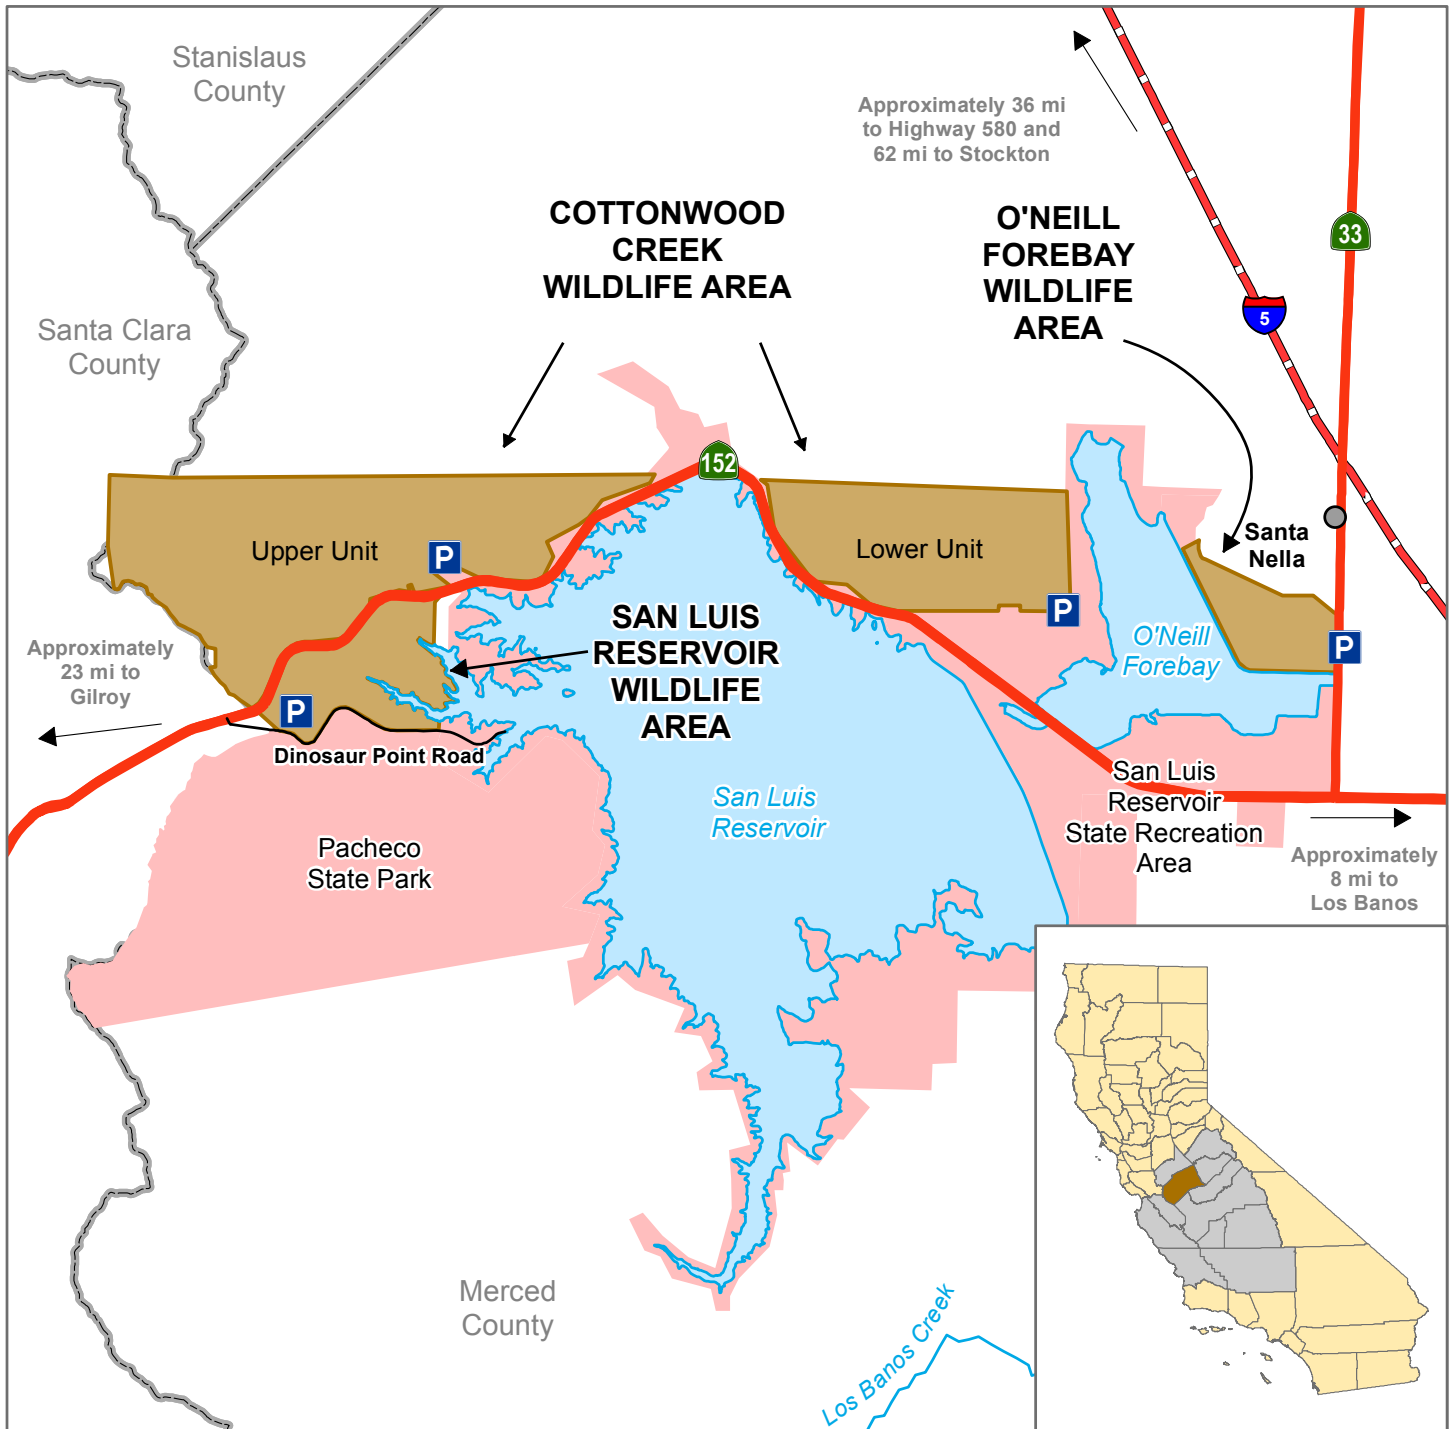 Stanislaus
County
Approximately 36 mi
to Highway 580 and
62 mi to Stockton
COTTONWOOD
CREEK
WILDLIFE AREA
O'NEILL
FOREBAY
WILDLIFE
AREA
33
5
Santa Clara
County
152
Santa
Nella
Upper Unit
P
Lower Unit
P
SAN LUIS
RESERVOIR
WILDLIFE
AREA
O'Neill
Forebay
P
Approximately
23 mi to
Gilroy
P
Dinosaur Point Road
San Luis
Reservoir
San Luis
Reservoir
State Recreation
Area
Pacheco
State Park
Approximately
8 mi to
Los Banos
Merced
County
Los Banos Creek